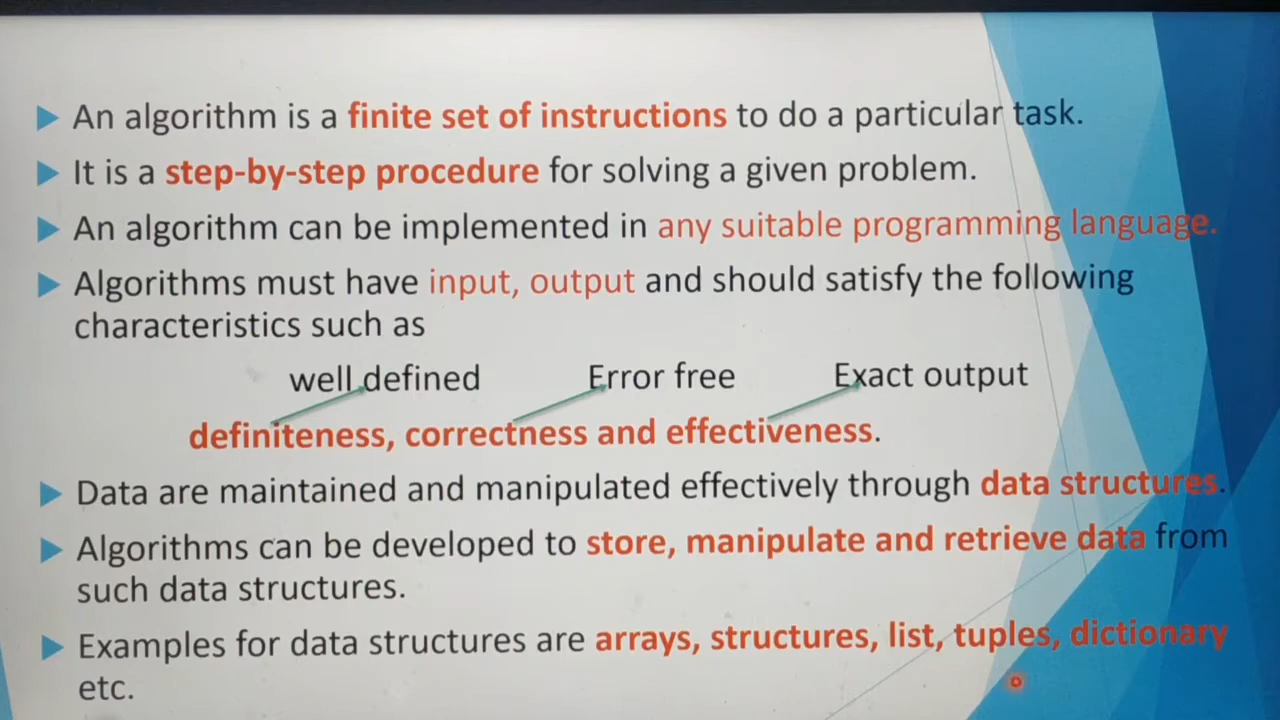 An algorithm is a finite set of instructions to do a particular task.
It is a step-by-step procedure for solving a given problem.
An algorithm can be implemented in any suitable programming language.
Algorithms must have input, output and should satisfy the following
characteristics such as
well defined Error free Exact output
definiteness, correctness and effectiveness.
Data are maintained and manipulated effectively through data structures.
Algorithms can be developed to store, manipulate and retrieve data from
such data structures.
Examples for data structures are arrays, structures, list, tuples, dictionary
etc.